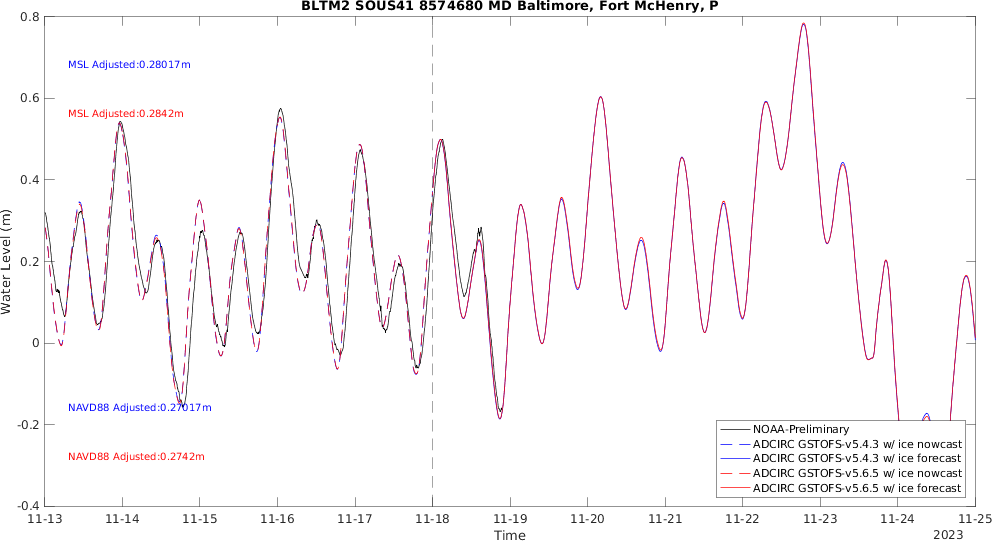 BLTM2 SOUS41 8574680 MD Baltimore, Fort McHenry, P
0.8
0.6
0.4
0.2
0
-0.2
-0.4
Water Level (m)
MSL Adjusted:0.28017m
MSL Adjusted:0.2842m
NAVD88 Adjusted:0.27017m
NAVD88 Adjusted:0.2742m
NOAA-Preliminary
ADCIRC GSTOFS-v5.4.3 w/ ice nowcast
ADCIRC GSTOFS-v5.4.3 w/ ice forecast
ADCIRC GSTOFS-v5.6.5 w/ ice nowcast
ADCIRC GSTOFS-v5.6.5 w/ ice forecast
11-13 11-14 11-15 11-16 11-17 11-18 11-19 11-20 11-21 11-22 11-23 11-24 11-25
Time
2023